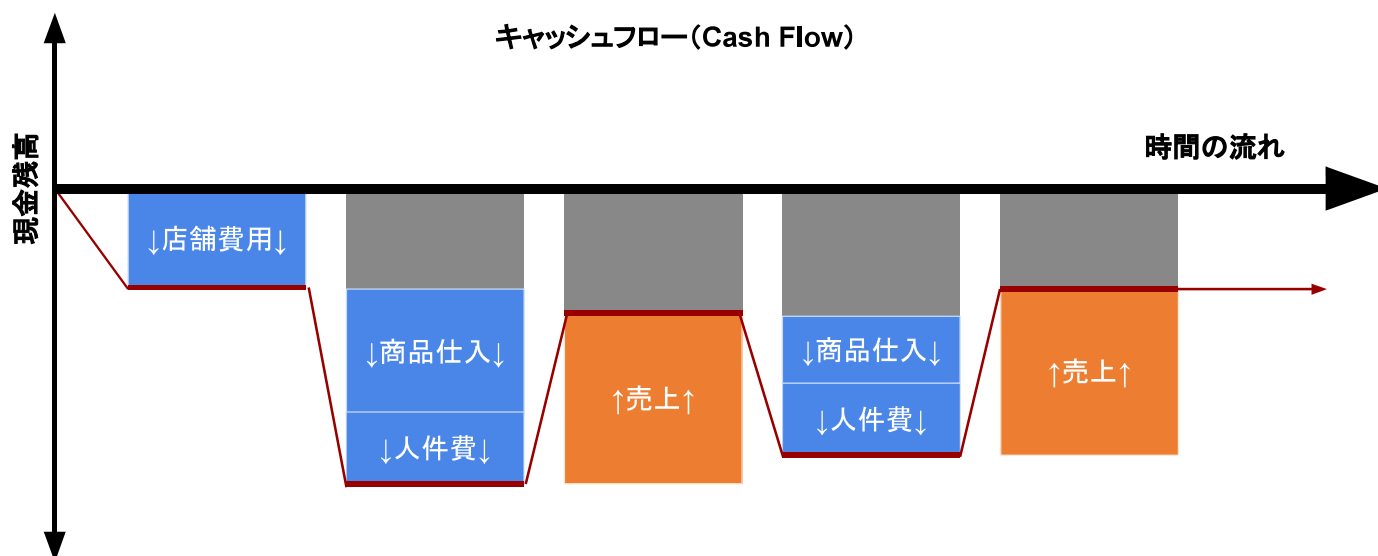 キャッシュフロー(Cash Flow)
現金残高
時間の流れ
↓店舗費用↓
↓商品仕入↓
↓人件費↓
↑売上↑
↓商品仕入↓
↓人件費↓
↑売上↑